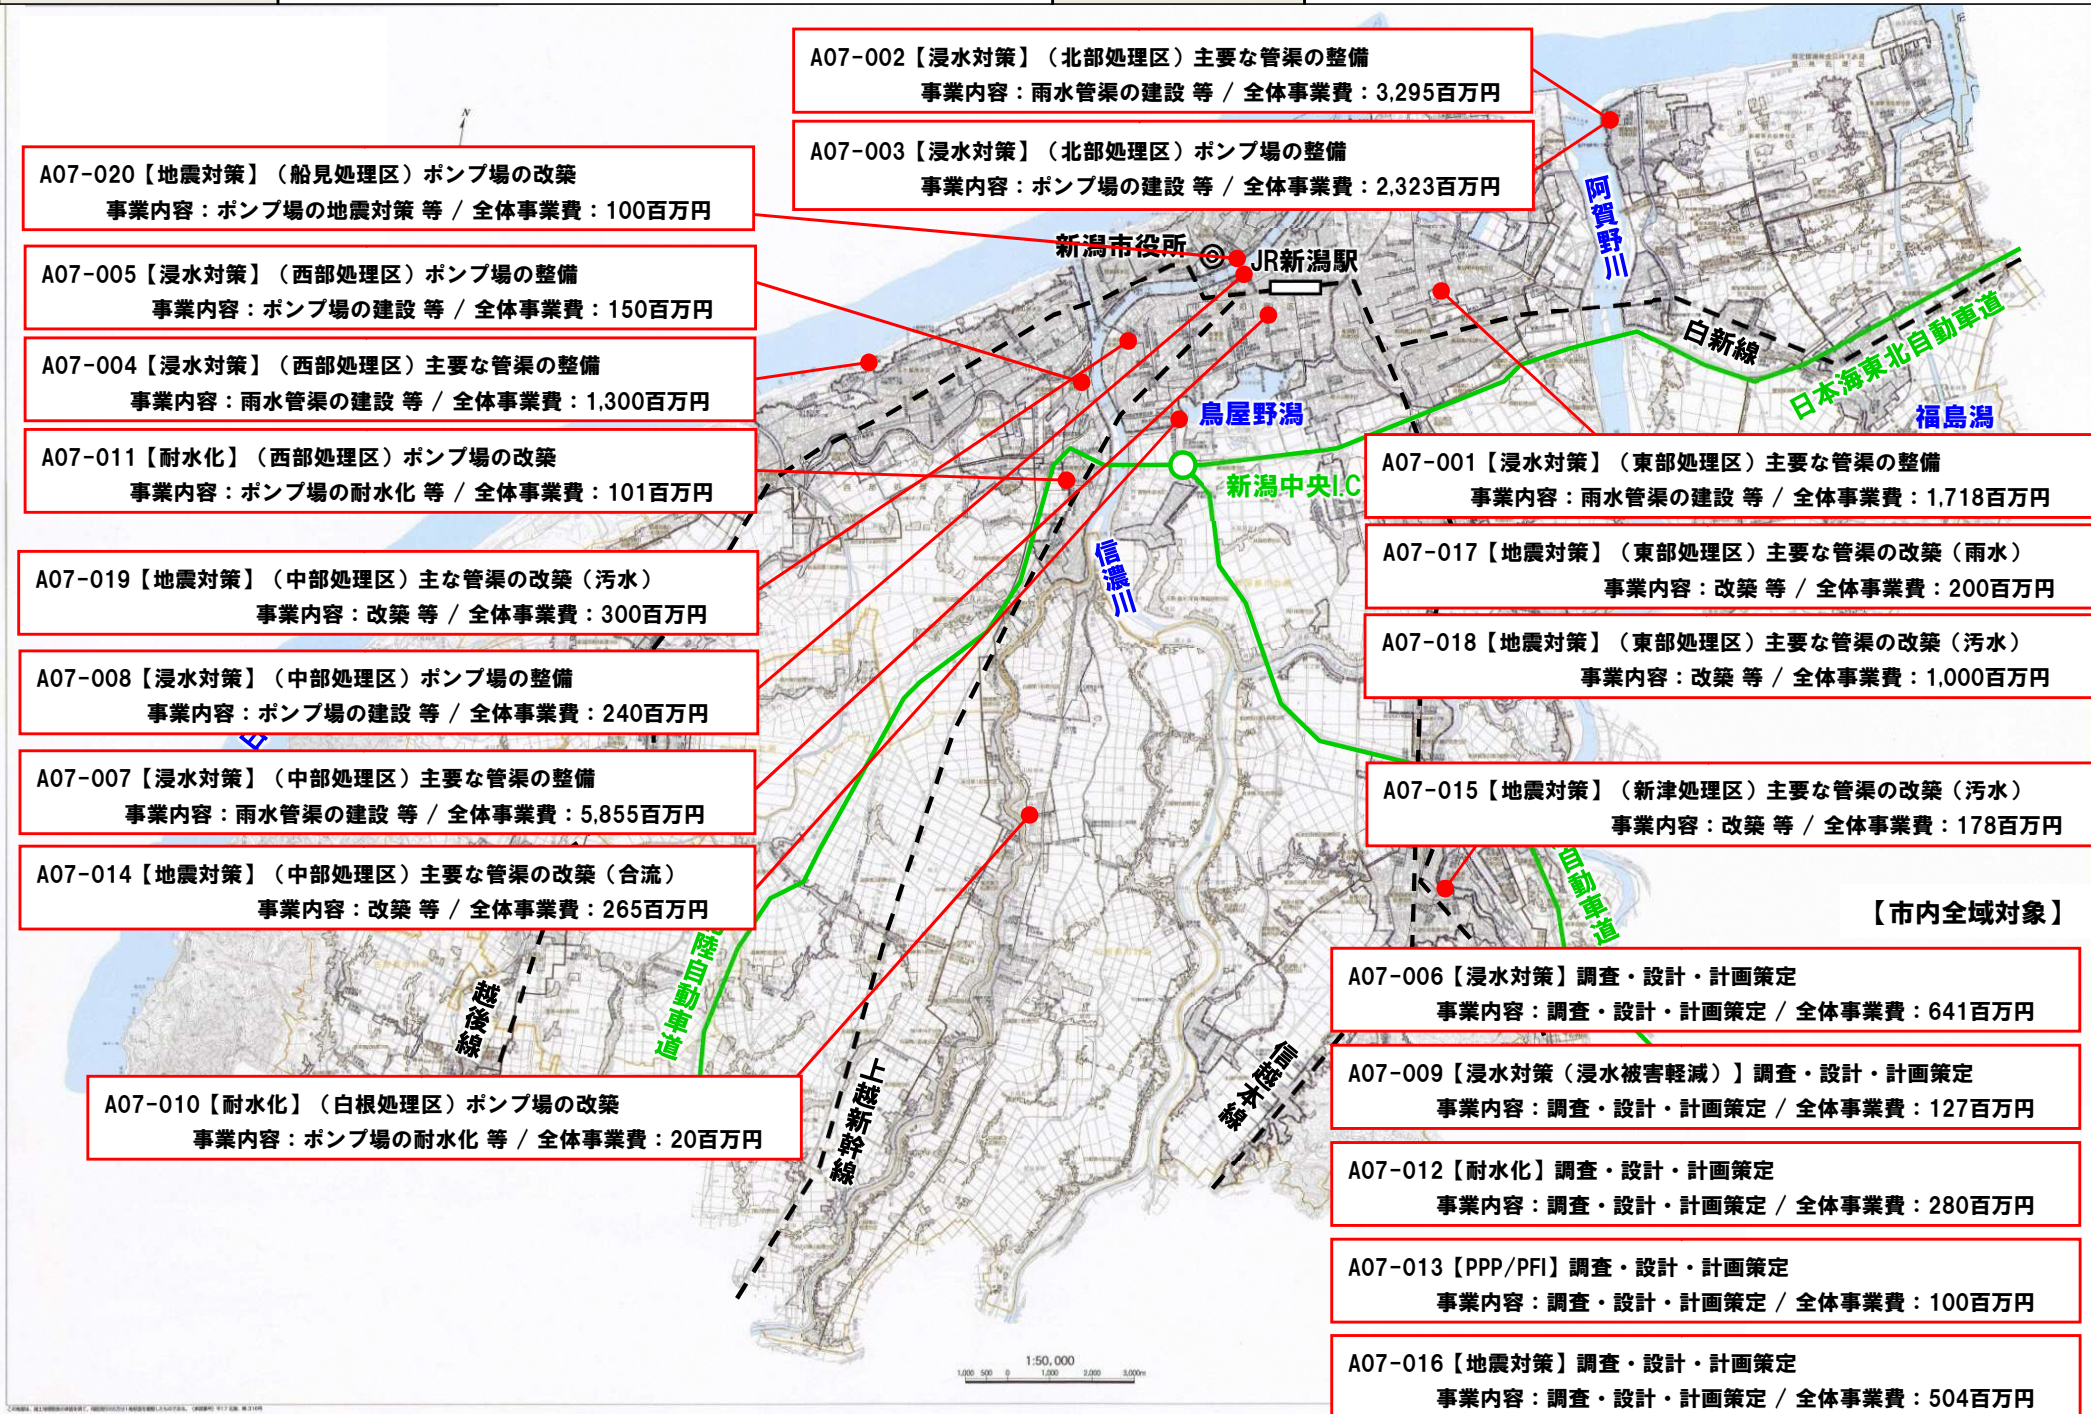 A07-002【浸水対策】（北部処理区）主要な管渠の整備
事業内容：雨水管渠の建設 等 / 全体事業費：3,295百万円
A07-003【浸水対策】（北部処理区）ポンプ場の整備
事業内容：ポンプ場の建設 等 / 全体事業費：2,323百万円
N
A07-020【地震対策】（船見処理区）ポンプ場の改築
事業内容：ポンプ場の地震対策 等 / 全体事業費：100百万円
A07-005【浸水対策】（西部処理区）ポンプ場の整備
事業内容：ポンプ場の建設 等 / 全体事業費：150百万円
A07-004【浸水対策】（西部処理区）主要な管渠の整備
事業内容：雨水管渠の建設 等 / 全体事業費：1,300百万円
A07-011【耐水化】（西部処理区）ポンプ場の改築
事業内容：ポンプ場の耐水化 等 / 全体事業費：101百万円
A07-019【地震対策】（中部処理区）主な管渠の改築（汚水）
事業内容：改築 等 / 全体事業費：300百万円
A07-008【浸水対策】（中部処理区）ポンプ場の整備
事業内容：ポンプ場の建設 等 / 全体事業費：240百万円
A07-007【浸水対策】（中部処理区）主要な管渠の整備
事業内容：雨水管渠の建設 等 / 全体事業費：5,855百万円
A07-014【地震対策】（中部処理区）主要な管渠の改築（合流）
事業内容：改築 等 / 全体事業費：265百万円
A07-010【耐水化】（白根処理区）ポンプ場の改築
事業内容：ポンプ場の耐水化 等 / 全体事業費：20百万円
新潟市役所
JR新潟駅
阿賀野川
白新線
日本海東北自動車道
福島潟
鳥屋野潟
新潟中央I.C
信濃川
A07-001【浸水対策】（東部処理区）主要な管渠の整備
事業内容：雨水管渠の建設 等 / 全体事業費：1,718百万円
A07-017【地震対策】（東部処理区）主要な管渠の改築（雨水）
事業内容：改築 等 / 全体事業費：200百万円
A07-018【地震対策】（東部処理区）主要な管渠の改築（汚水）
事業内容：改築 等 / 全体事業費：1,000百万円
A07-015【地震対策】（新津処理区）主要な管渠の改築（汚水）
事業内容：改築 等 / 全体事業費：178百万円
自動車道
陸自動車道
越後線
上越新幹線
信越本線
【市内全域対象】
A07-006【浸水対策】調査・設計・計画策定
事業内容：調査・設計・計画策定 / 全体事業費：641百万円
A07-009【浸水対策（浸水被害軽減）】調査・設計・計画策定
事業内容：調査・設計・計画策定 / 全体事業費：127百万円
A07-012【耐水化】調査・設計・計画策定
事業内容：調査・設計・計画策定 / 全体事業費：280百万円
A07-013【PPP/PFI】調査・設計・計画策定
事業内容：調査・設計・計画策定 / 全体事業費：100百万円
A07-016【地震対策】調査・設計・計画策定
事業内容：調査・設計・計画策定 / 全体事業費：504百万円
1:50,000
1,000 500 0 1,000 2,000 3,000m